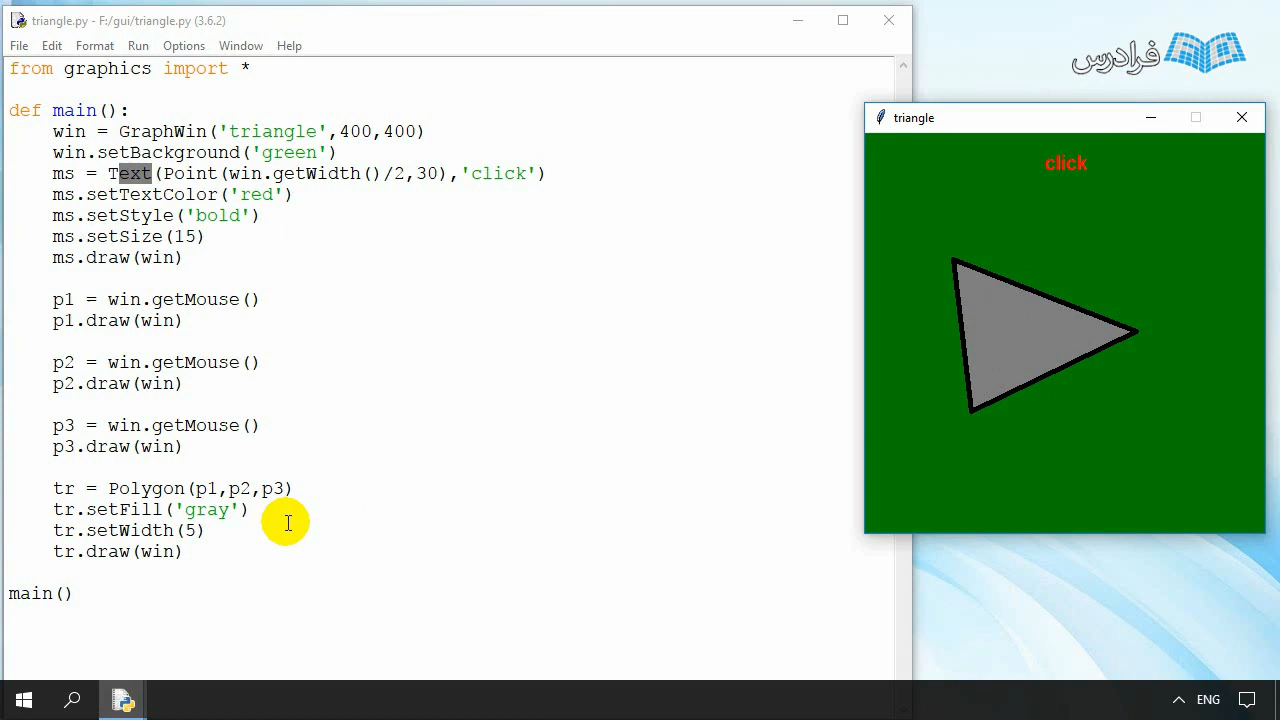 triangle.py - F:/gui/triangle.py (3.6.2)
File Edit Format Run Options Window Help
from graphics import *
def main():
win = GraphWin('triangle',400,400)
win.setBackground('green')
ms = Text(Point(win.getWidth()/2,30),'click')
ms.setTextColor('red')
ms.setStyle('bold')
ms.setSize(15)
ms.draw(win)
p1 = win.getMouse()
p1.draw(win)
p2 = win.getMouse()
p2.draw(win)
p3 = win.getMouse()
p3.draw(win)
tr = Polygon(p1,p2,p3)
tr.setFill('gray')
tr.setWidth(5)
tr.draw(win)
main()
فرادرس
triangle
click
ENG